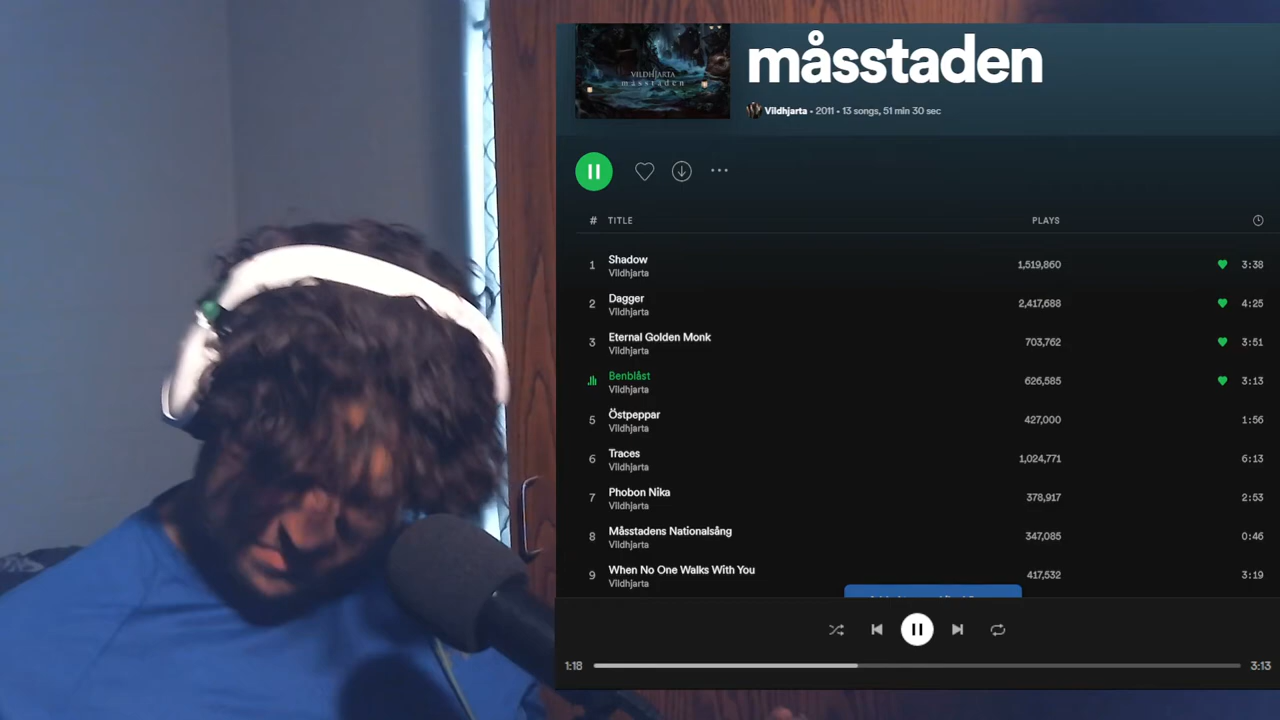 VILDHJARTA
måsstaden
måsstaden
Vildhjarta • 2011 • 13 songs, 51 min 30 sec
# TITLE PLAYS
1 Shadow 1,519,860 3:38
Vildhjarta
2 Dagger 2,417,688 4:25
Vildhjarta
3 Eternal Golden Monk 703,762 3:51
Vildhjarta
Benblåst 626,585 3:13
Vildhjarta
5 Östpeppar 427,000 1:56
Vildhjarta
6 Traces 1,024,771 6:13
Vildhjarta
7 Phobon Nika 378,917 2:53
Vildhjarta
8 Måsstadens Nationalsång 347,085 0:46
Vildhjarta
9 When No One Walks With You 417,532 3:19
Vildhjarta
1:18 3:13